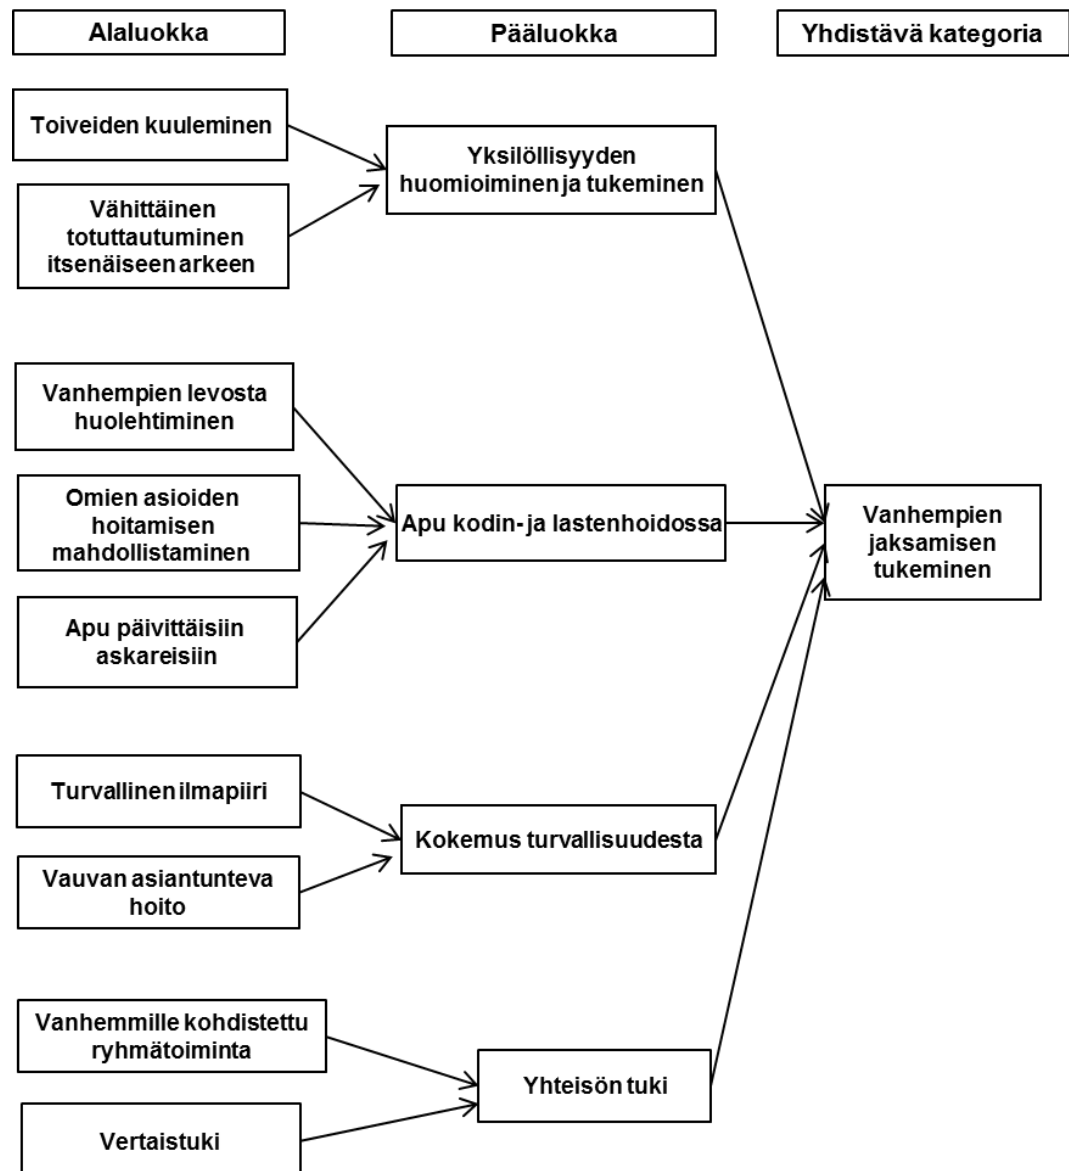 Alaluokka
Pääluokka
Yhdistävä kategoria
Toiveiden kuuleminen
Vähittäinen
totuttautuminen
itsenäiseen arkeen
Yksilöllisyyden
huomioiminen ja tukeminen
Vanhempien levosta
huolehtiminen
Omien asioiden
hoitamisen
mahdollistaminen
Apu päivittäisiin
askareisiin
Apu kodin- ja lastenhoidossa
Vanhempien
jaksamisen
tukeminen
Turvallinen ilmapiiri
Vauvan asiantunteva
hoito
Kokemus turvallisuudesta
Vanhemmille kohdistettu
ryhmätoiminta
Vertaistuki
Yhteisön tuki